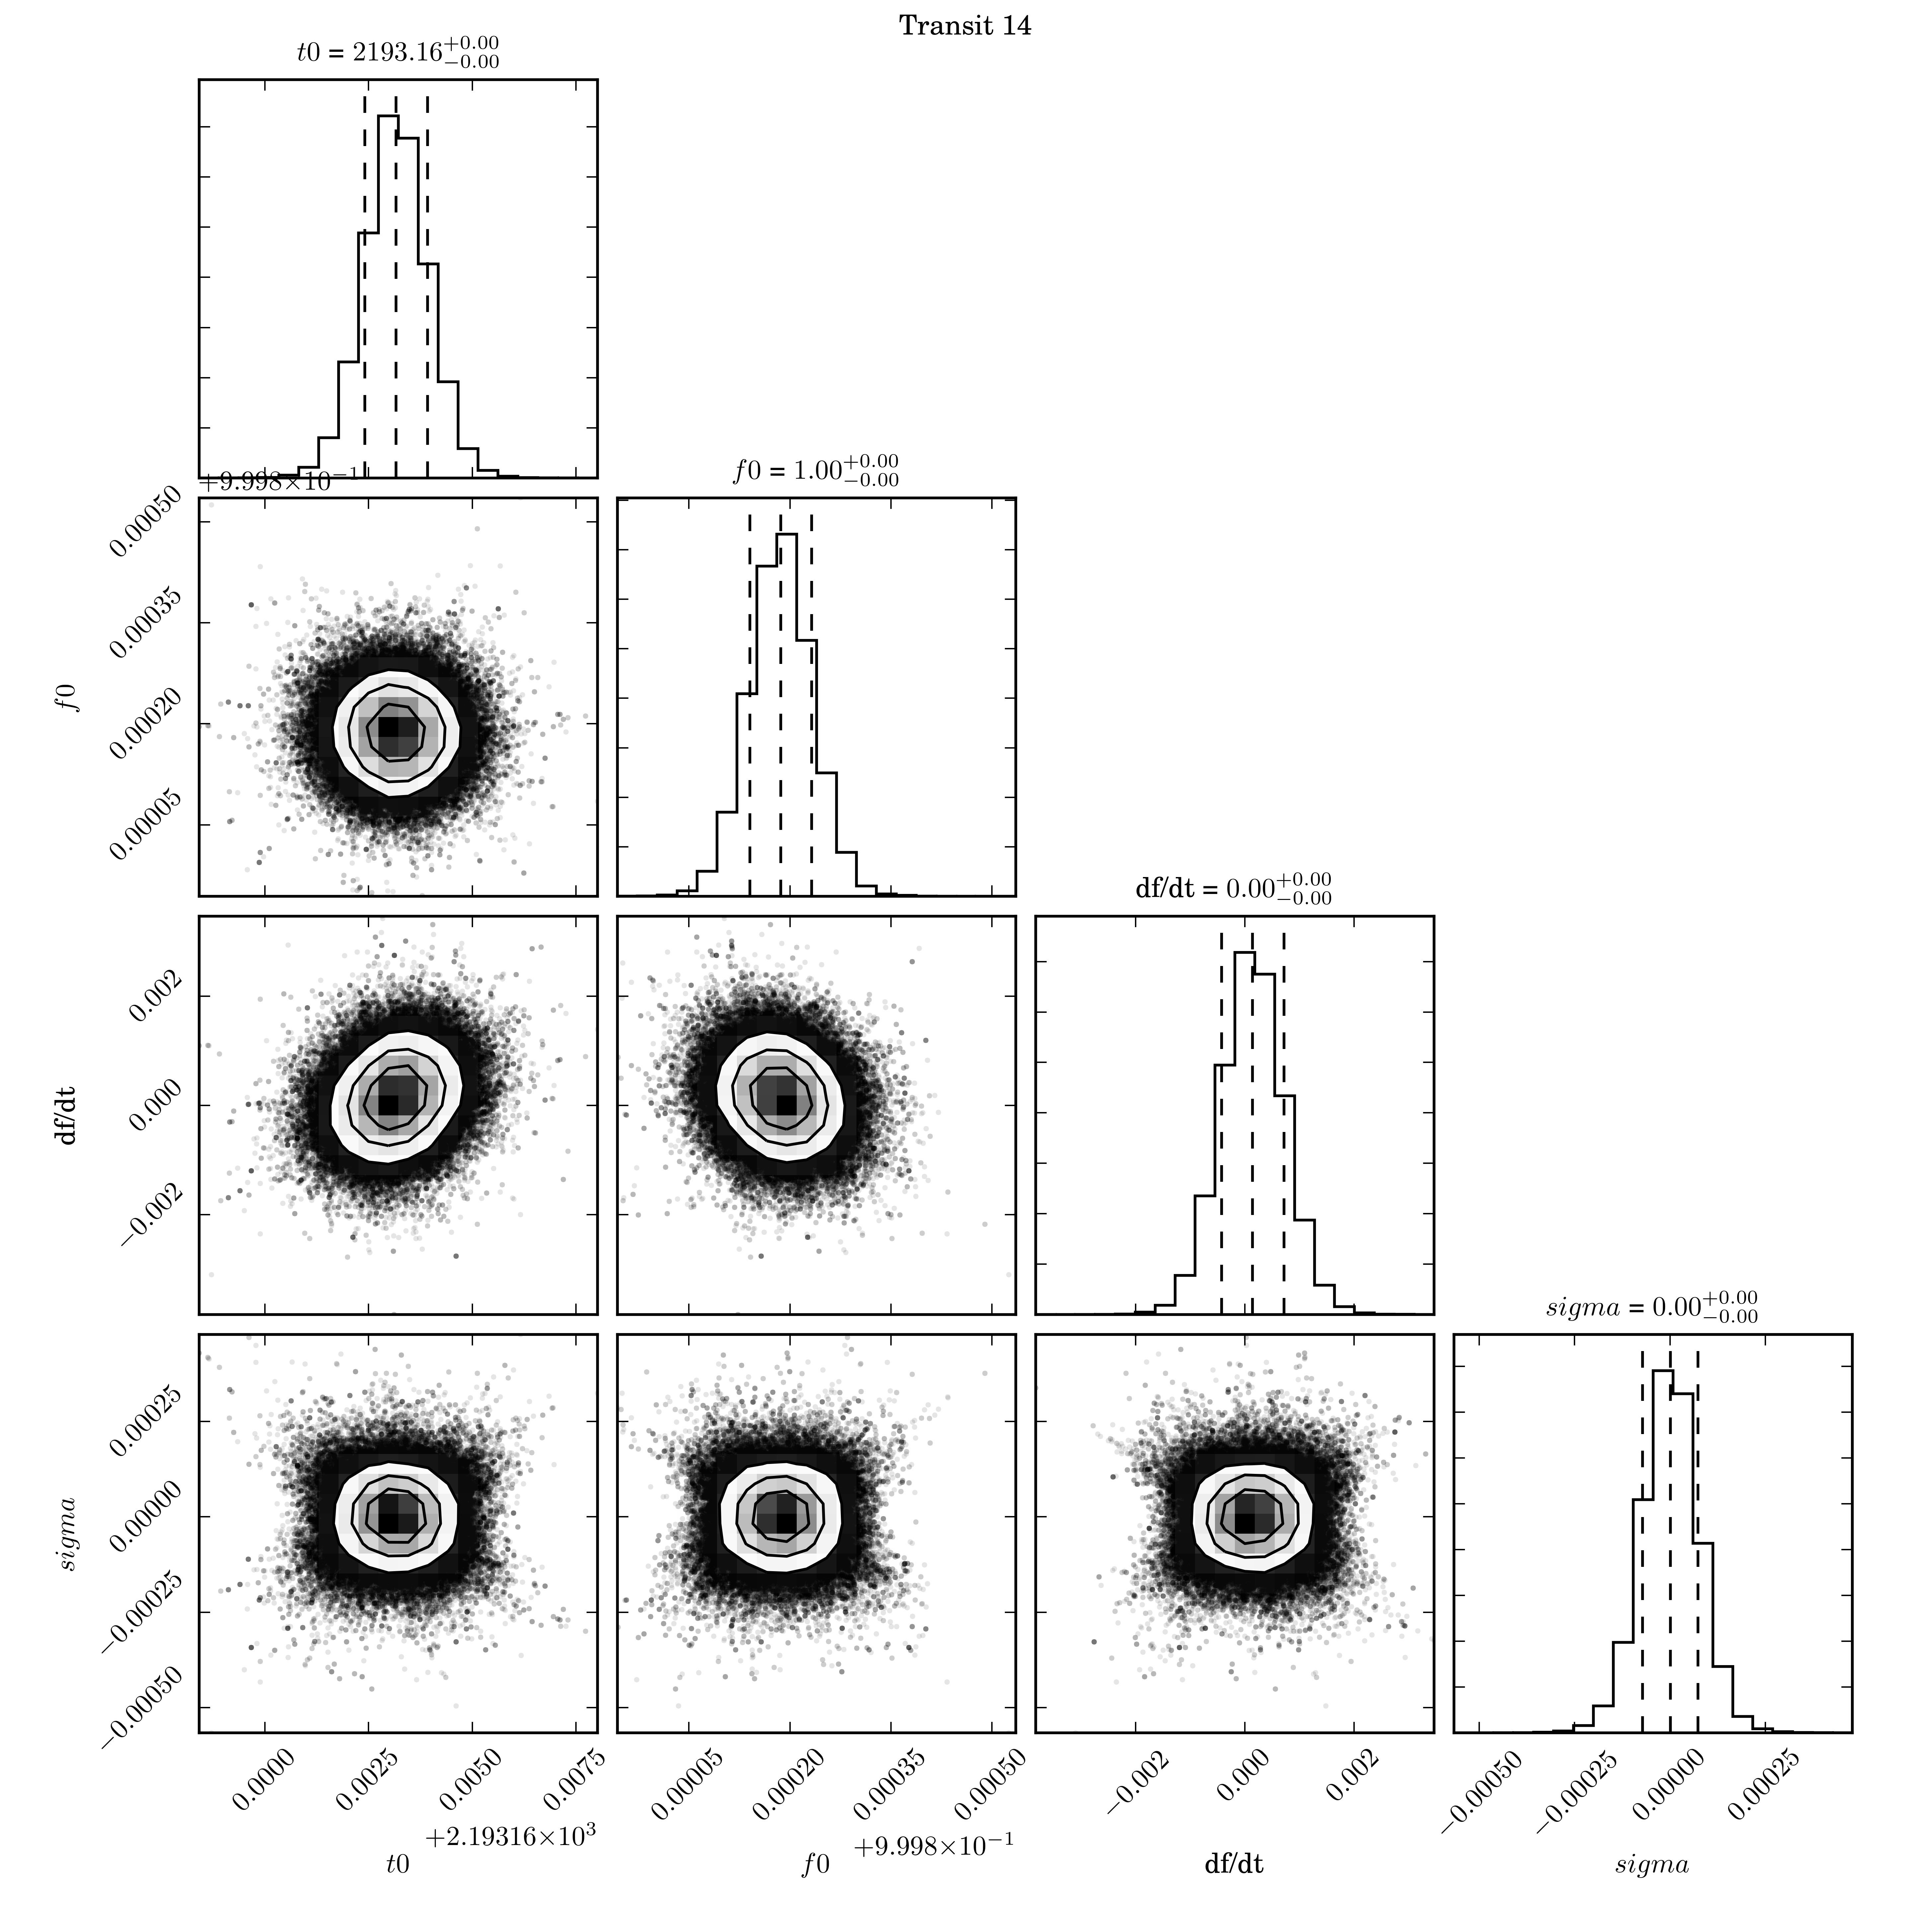 Transit 14
t0 = 2193.16+0.00 −0.00
+9.998×10−1
f0 = 1.00+0.00 −0.00
0.00050
0.00035
0.00020
0.00005
f0
df/dt = 0.00+0.00 −0.00
0.002
0.000
−0.002
df/dt
sigma = 0.00+0.00 −0.00
0.00025
0.00000
−0.00025
−0.00050
sigma
0.0000 0.0025 0.0050 0.0075 0.00005 0.00020 0.00035 0.00050 −0.002 0.000 0.002 −0.00050 −0.00025 0.00000 0.00025
+2.19316×10³ +9.998×10−1
t0 f0 df/dt sigma